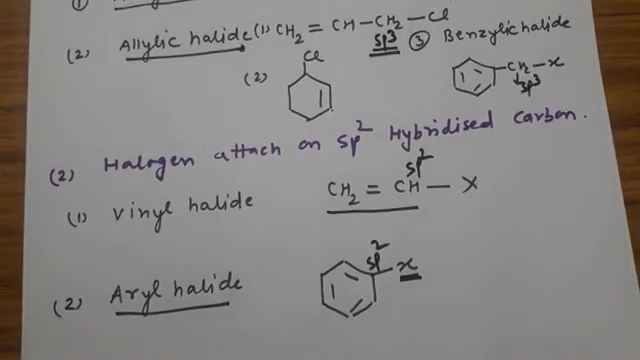 (1)
(2) Allylic halide (1) CH2 = CH - CH2 - Cl
sp3 (3) Benzylic halide
(2) Cl
CH2 - x
sp3
(2) Halogen attach on sp2 Hybridised Carbon.
(1) Vinyl halide CH2 = CH - X
sp2
(2) Aryl halide sp2 x